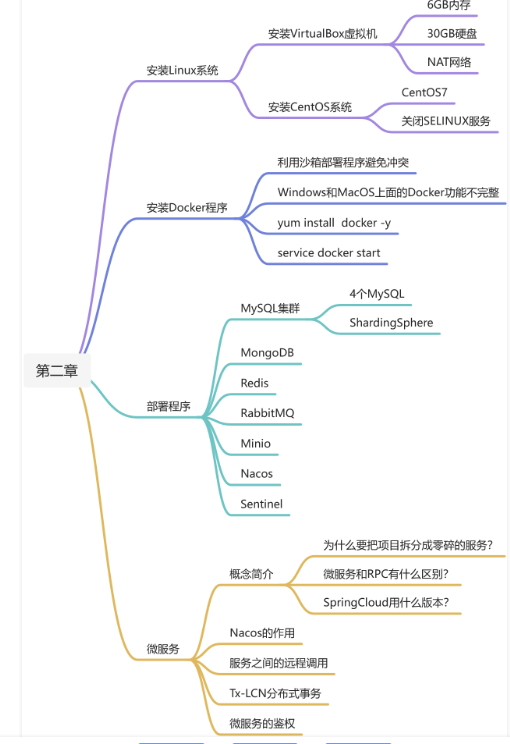 第二章
安装Linux系统
安装VirtualBox虚拟机
6GB内存
30GB硬盘
NAT网络
安装CentOS系统
CentOS7
关闭SELINUX服务
安装Docker程序
利用沙箱部署程序避免冲突
Windows和MacOS上面的Docker功能不完整
yum install docker -y
service docker start
部署程序
MySQL集群
4个MySQL
ShardingSphere
MongoDB
Redis
RabbitMQ
Minio
Nacos
Sentinel
微服务
概念简介
为什么要把项目拆分成零碎的服务?
微服务和RPC有什么区别?
SpringCloud用什么版本?
Nacos的作用
服务之间的远程调用
Tx-LCN分布式事务
微服务的鉴权